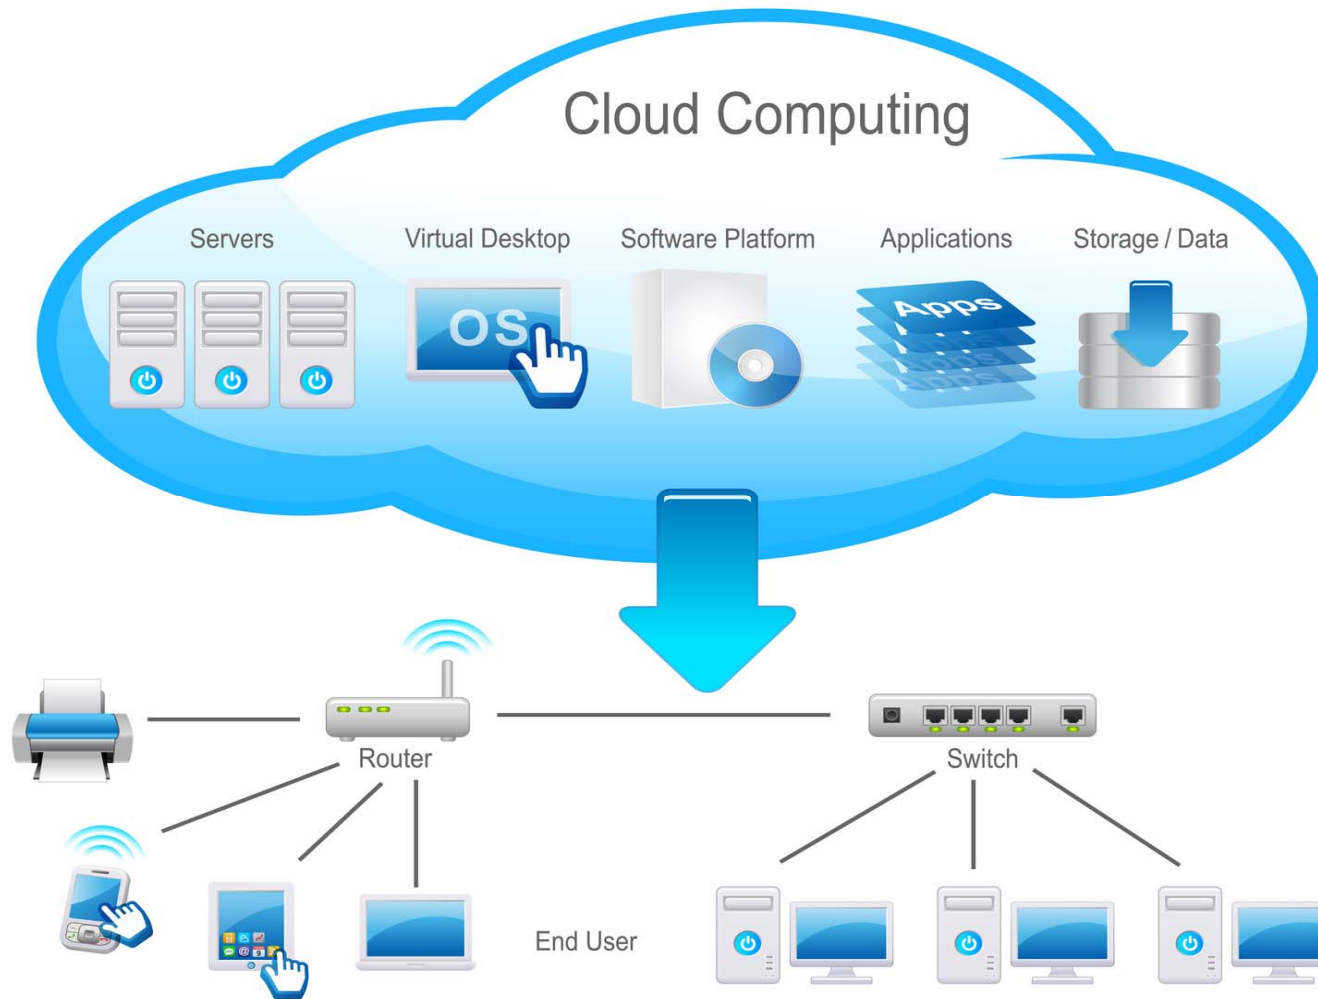 Cloud Computing
Servers
Virtual Desktop
Software Platform
Applications
Storage / Data
OS
Apps
Router
Switch
End User